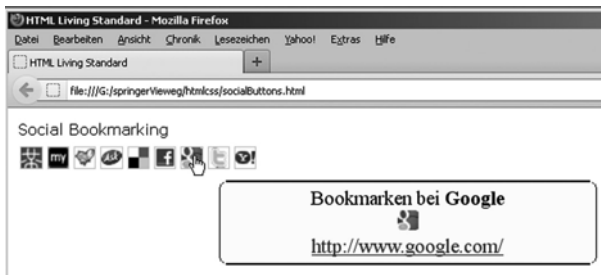 HTML Living Standard - Mozilla Firefox
Datei Bearbeiten Ansicht Chronik Lesezeichen Yahoo! Extras Hilfe
HTML Living Standard +
file:///G:/springerVieweg/htmlcss/socialButtons.html
Social Bookmarking
my Ask f t Y!
Bookmarken bei Google
http://www.google.com/